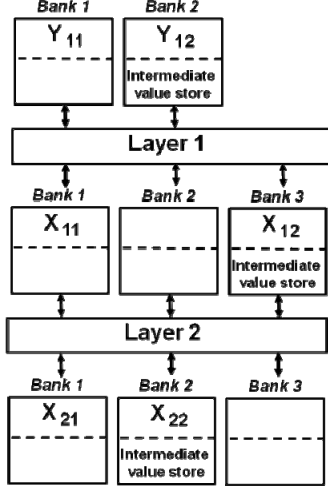 Bank 1 Bank 2
Y11 Y12
Intermediate
value store
Layer 1
Bank 1 Bank 2 Bank 3
X11 X12
Intermediate
value store
Layer 2
Bank 1 Bank 2 Bank 3
X21 X22
Intermediate
value store